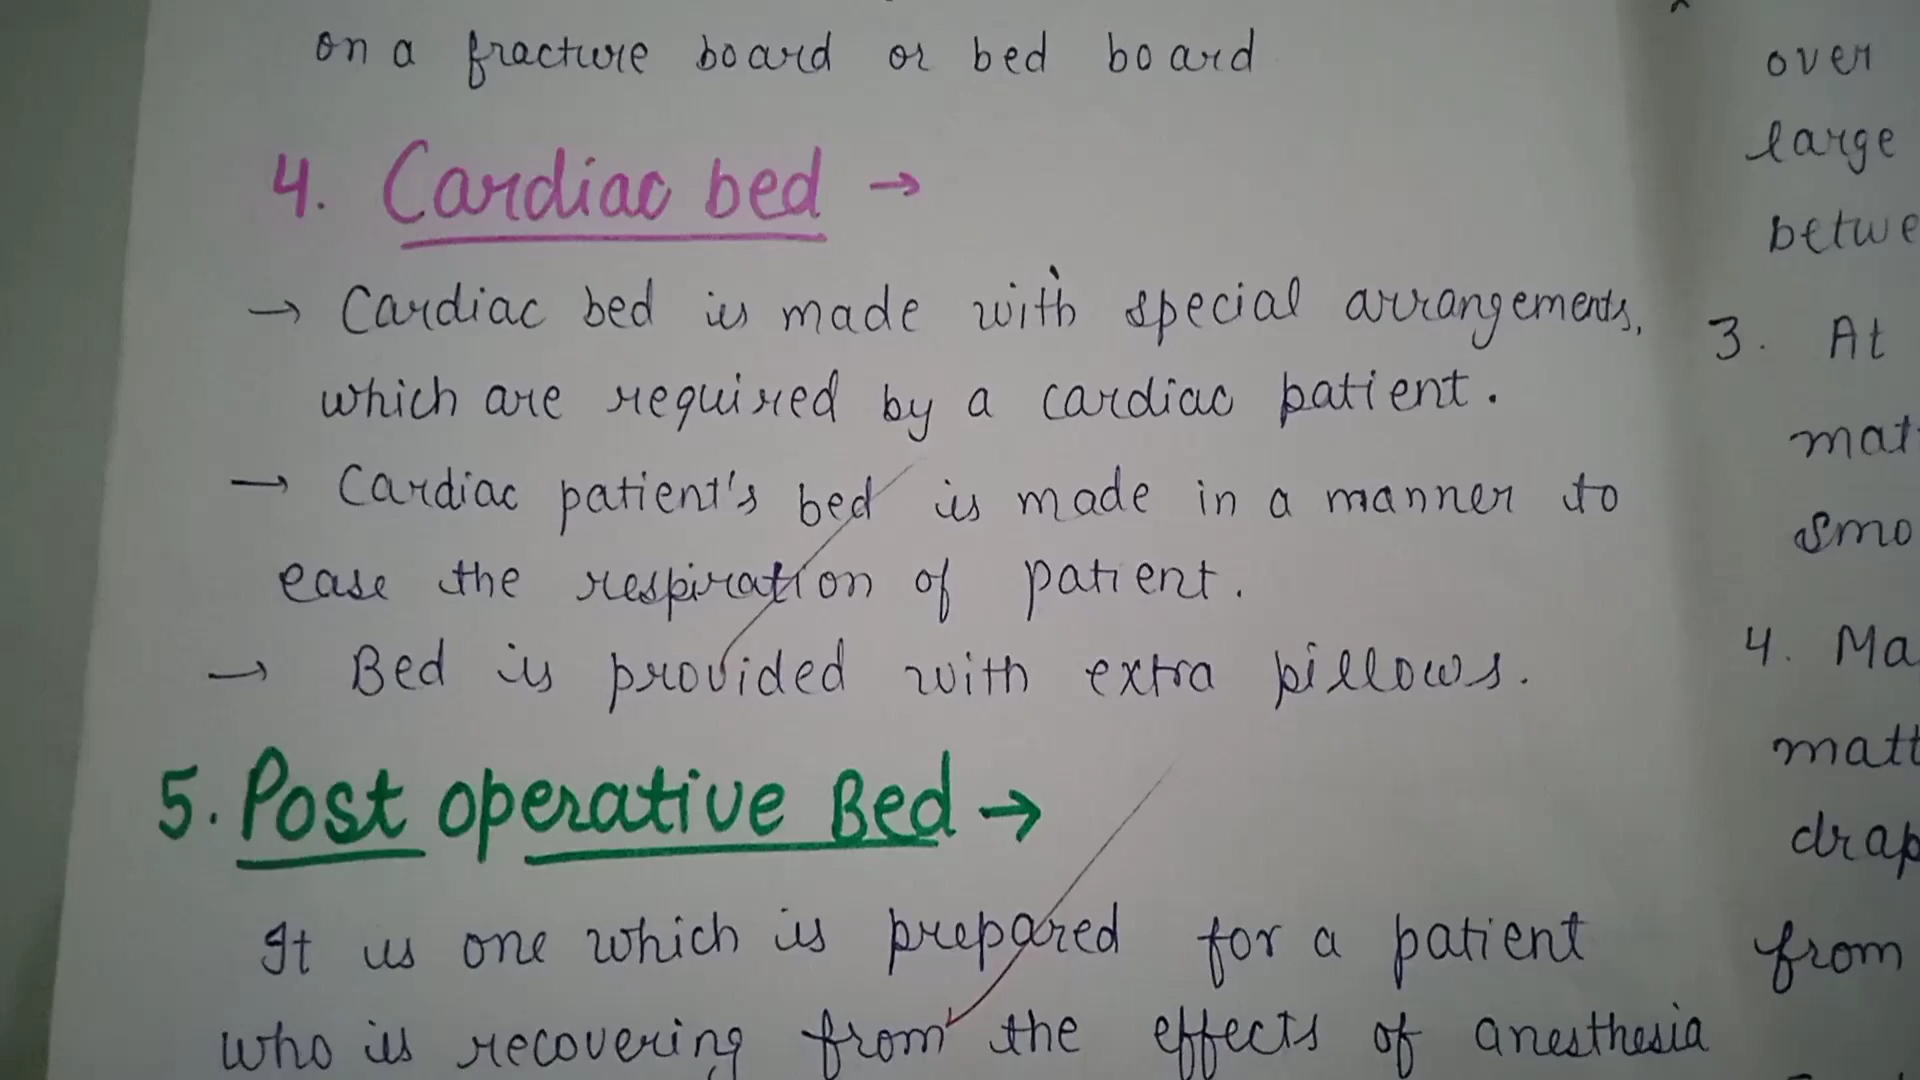 on a fracture board or bed board
4. Cardiac bed →
→ Cardiac bed is made with special arrangements,
which are required by a cardiac patient.
→ Cardiac patient's bed is made in a manner to
ease the respiration of patient.
→ Bed is provided with extra pillows.
5. Post operative Bed →
It is one which is prepared for a patient
who is recovering from the effects of anesthesia
over
large
betwe
3. At
mat
smo
4. Ma
matt
drap
from